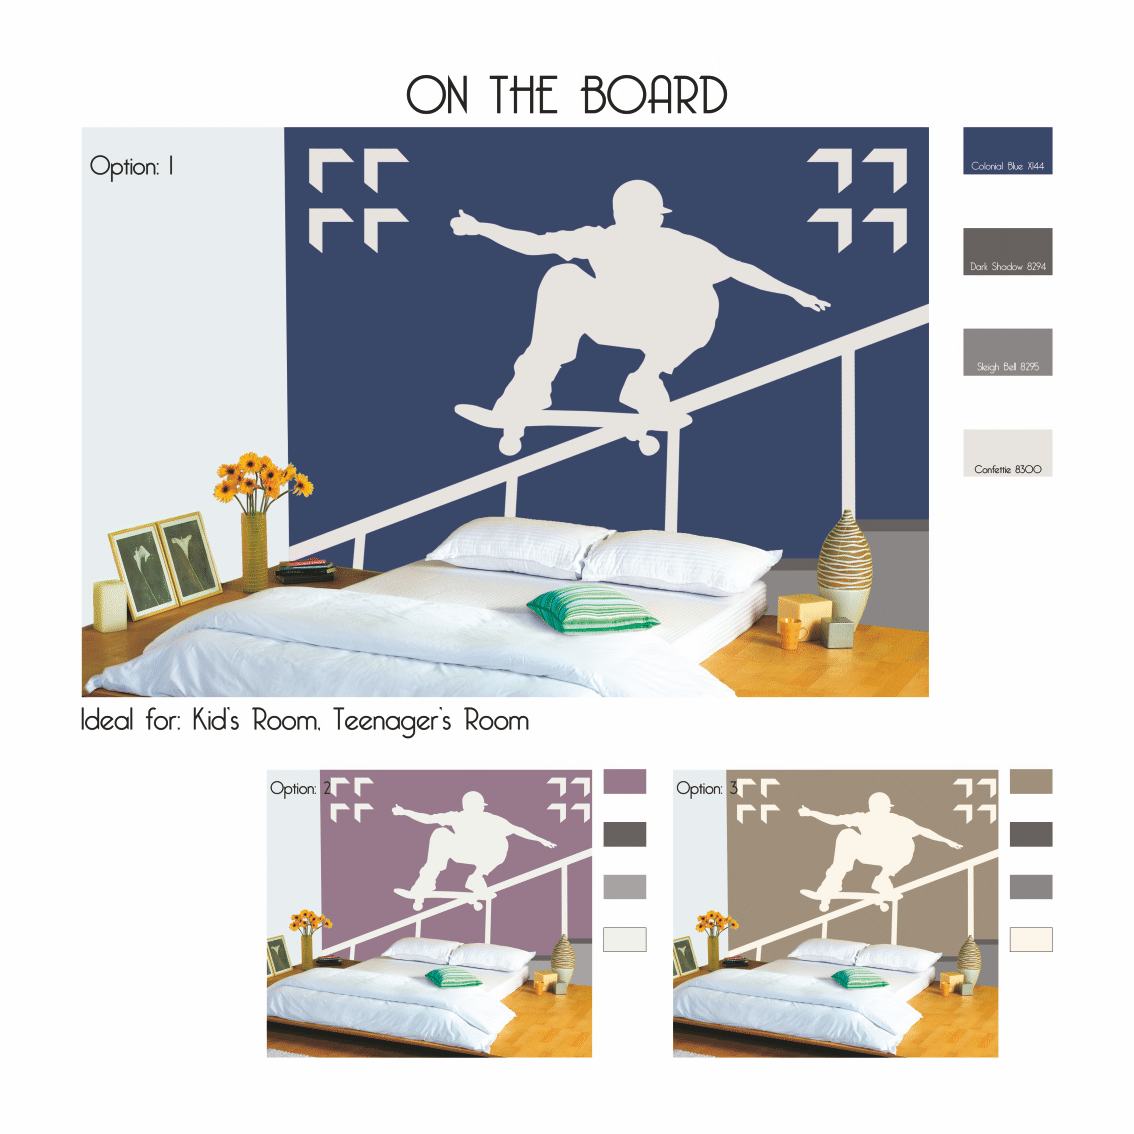 ON THE BOARD
Option: 1
Colonial Blue X144
Dark Shadow 8294
Sleigh Bell 8295
Confettie 8300
Ideal for: Kid's Room, Teenager's Room
Option: 2
Option: 3